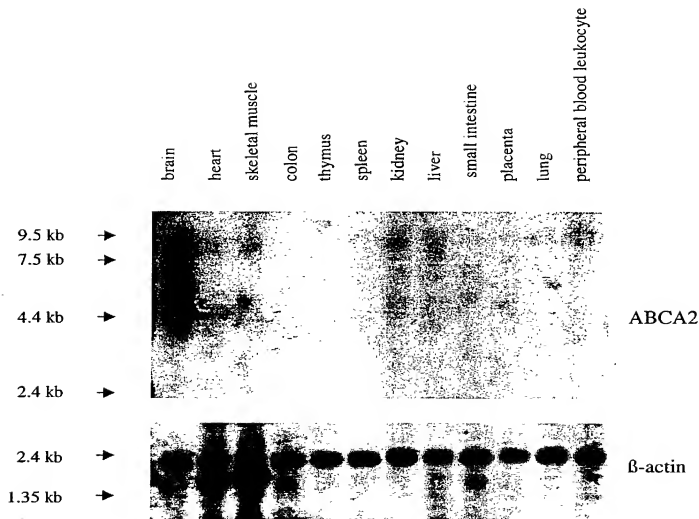 brain
heart
skeletal muscle
colon
thymus
spleen
kidney
liver
small intestine
placenta
lung
peripheral blood leukocyte
9.5 kb
7.5 kb
4.4 kb
ABCA2
2.4 kb
2.4 kb
ß-actin
1.35 kb